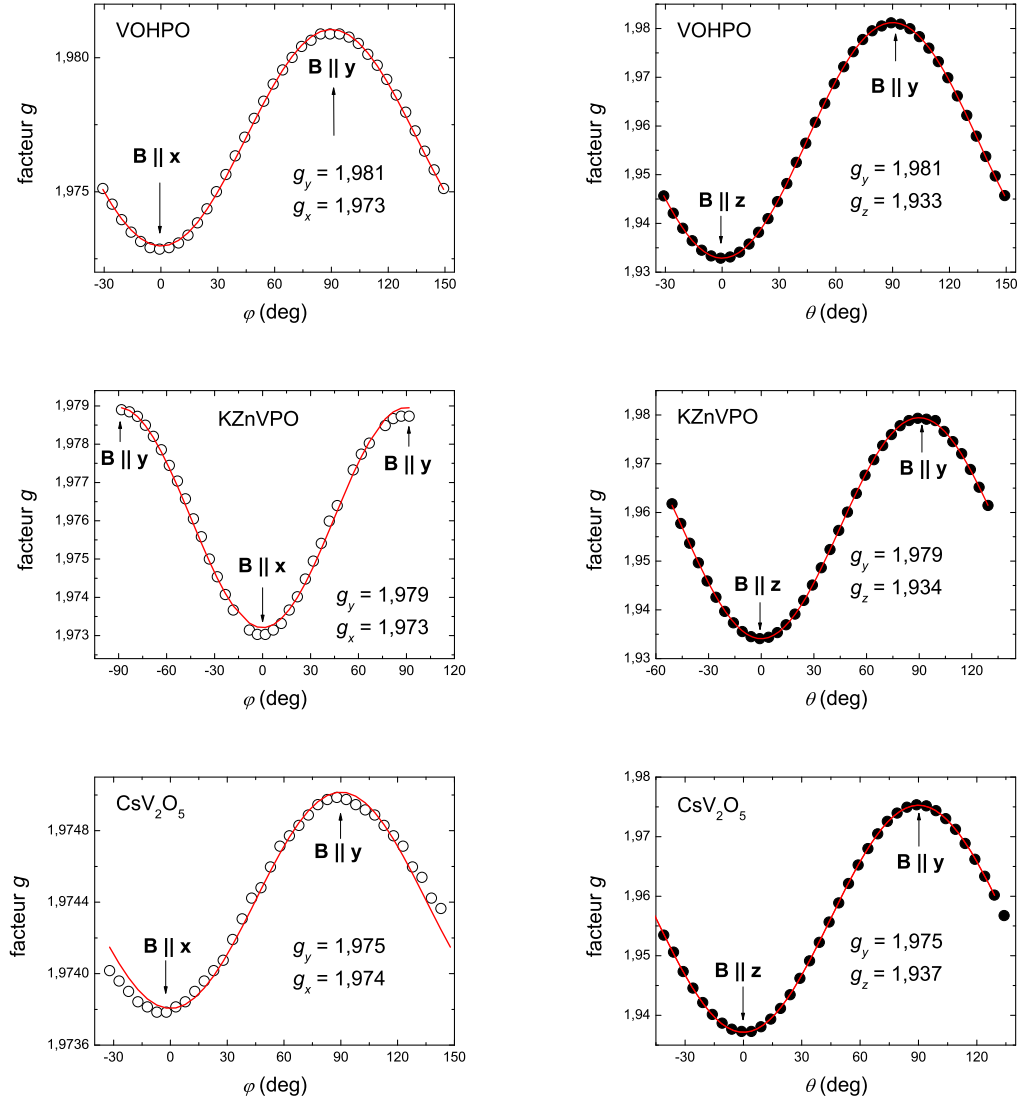 VOHPO
facteur g
1,980
1,975
B || x
B || y
g_y = 1,981
g_x = 1,973
-30 0 30 60 90 120 150
φ (deg)
VOHPO
facteur g
1,98
1,97
1,96
1,95
1,94
1,93
B || z
B || y
g_y = 1,981
g_z = 1,933
-30 0 30 60 90 120 150
θ (deg)
KZnVPO
facteur g
1,979
1,978
1,977
1,976
1,975
1,974
1,973
B || y
B || y
B || x
g_y = 1,979
g_x = 1,973
-90 -60 -30 0 30 60 90 120
φ (deg)
KZnVPO
facteur g
1,98
1,97
1,96
1,95
1,94
1,93
B || y
B || z
g_y = 1,979
g_z = 1,934
-60 -30 0 30 60 90 120
θ (deg)
CsV₂O₅
facteur g
1,9748
1,9744
1,9740
1,9736
B || y
B || x
g_y = 1,975
g_x = 1,974
-30 0 30 60 90 120 150
φ (deg)
CsV₂O₅
facteur g
1,98
1,97
1,96
1,95
1,94
B || y
B || z
g_y = 1,975
g_z = 1,937
-30 0 30 60 90 120
θ (deg)